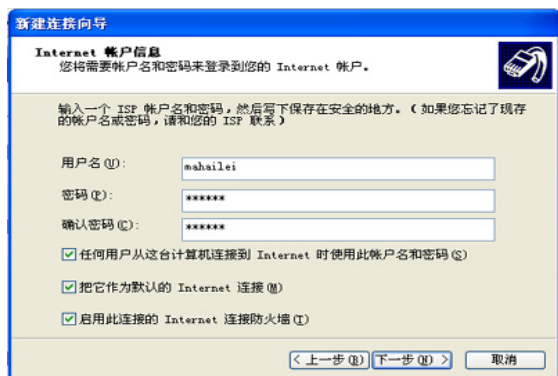 新建连接向导
Internet 帐户信息
您将需要帐户名和密码来登录到您的 Internet 帐户。
输入一个 ISP 帐户名和密码，然后写下保存在安全的地方。（如果您忘记了现存
的帐户名或密码，请和您的 ISP 联系）
用户名(U):
mahailei
密码(P):
******
确认密码(C):
******
任何用户从这台计算机连接到 Internet 时使用此帐户名和密码(S)
把它作为默认的 Internet 连接(M)
启用此连接的 Internet 连接防火墙(T)
< 上一步(B)
下一步(N) >
取消